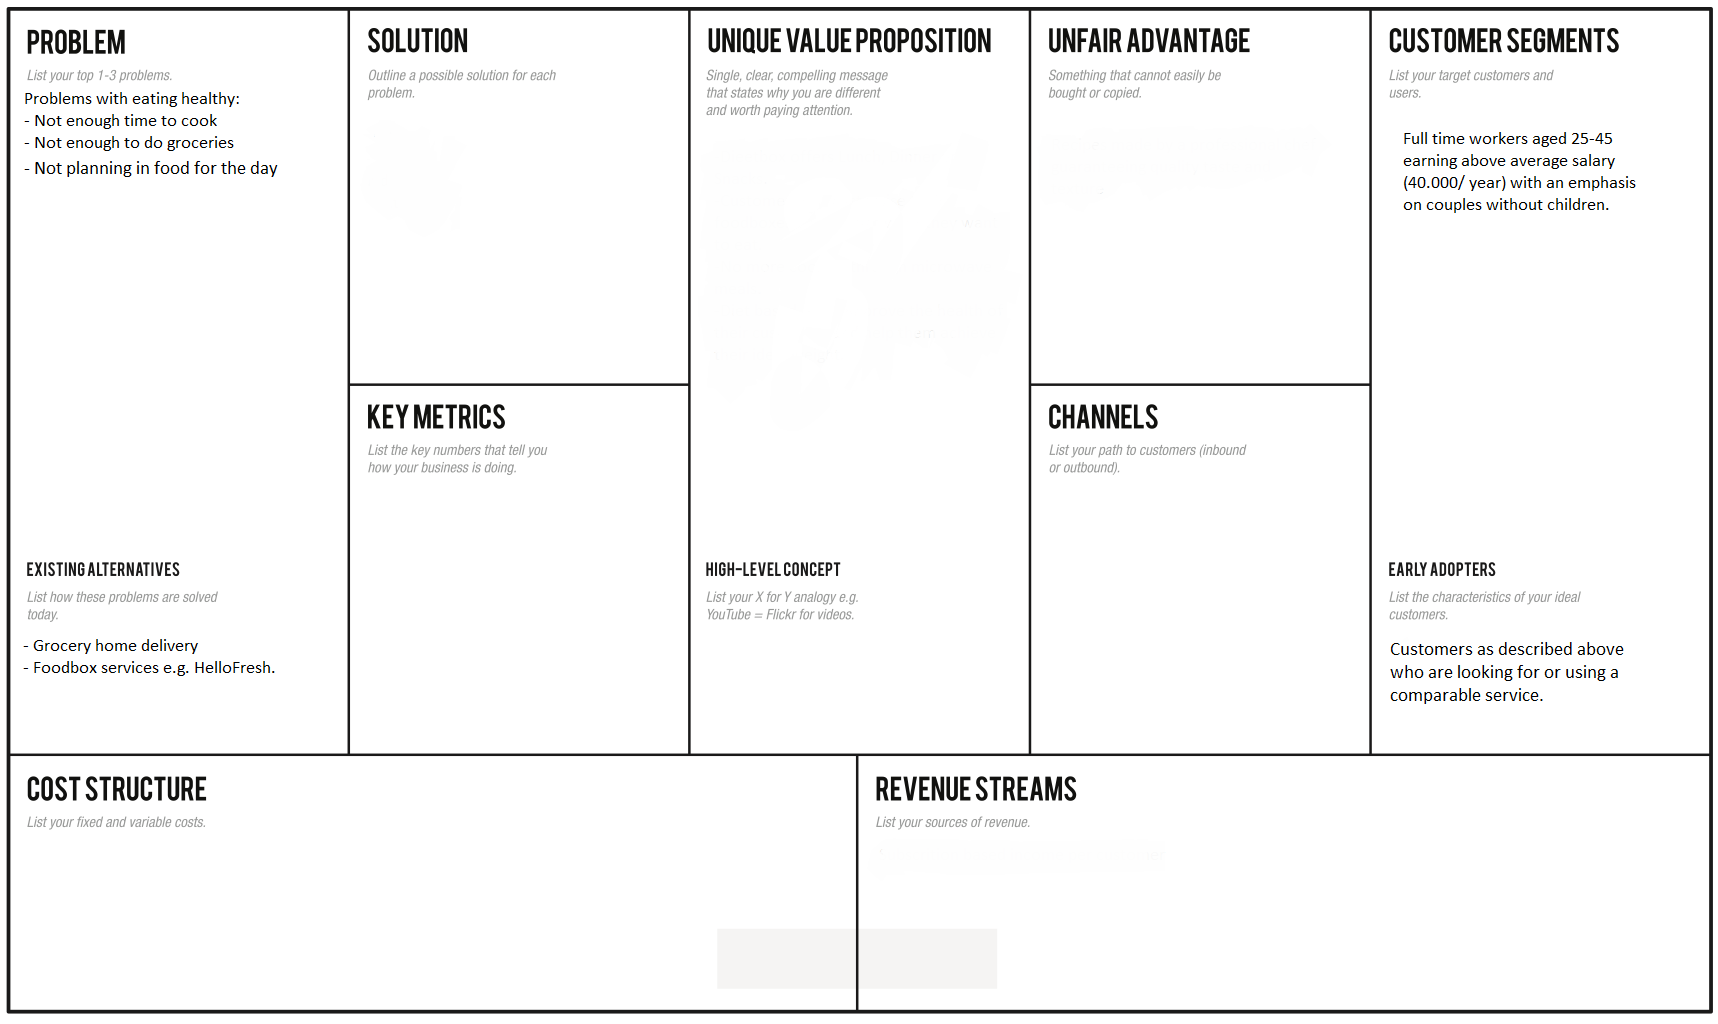 PROBLEM
List your top 1-3 problems.
Problems with eating healthy:
- Not enough time to cook
- Not enough to do groceries
- Not planning in food for the day
EXISTING ALTERNATIVES
List how these problems are solved
today.
- Grocery home delivery
- Foodbox services e.g. HelloFresh.
SOLUTION
Outline a possible solution for each
problem.
KEY METRICS
List the key numbers that tell you
how your business is doing.
UNIQUE VALUE PROPOSITION
Single, clear, compelling message
that states why you are different
and worth paying attention.
HIGH-LEVEL CONCEPT
List your X for Y analogy e.g.
YouTube = Flickr for videos.
UNFAIR ADVANTAGE
Something that cannot easily be
bought or copied.
CHANNELS
List your path to customers (inbound
or outbound).
CUSTOMER SEGMENTS
List your target customers and
users.
Full time workers aged 25-45
earning above average salary
(40.000/ year) with an emphasis
on couples without children.
EARLY ADOPTERS
List the characteristics of your ideal
customers.
Customers as described above
who are looking for or using a
comparable service.
COST STRUCTURE
List your fixed and variable costs.
REVENUE STREAMS
List your sources of revenue.